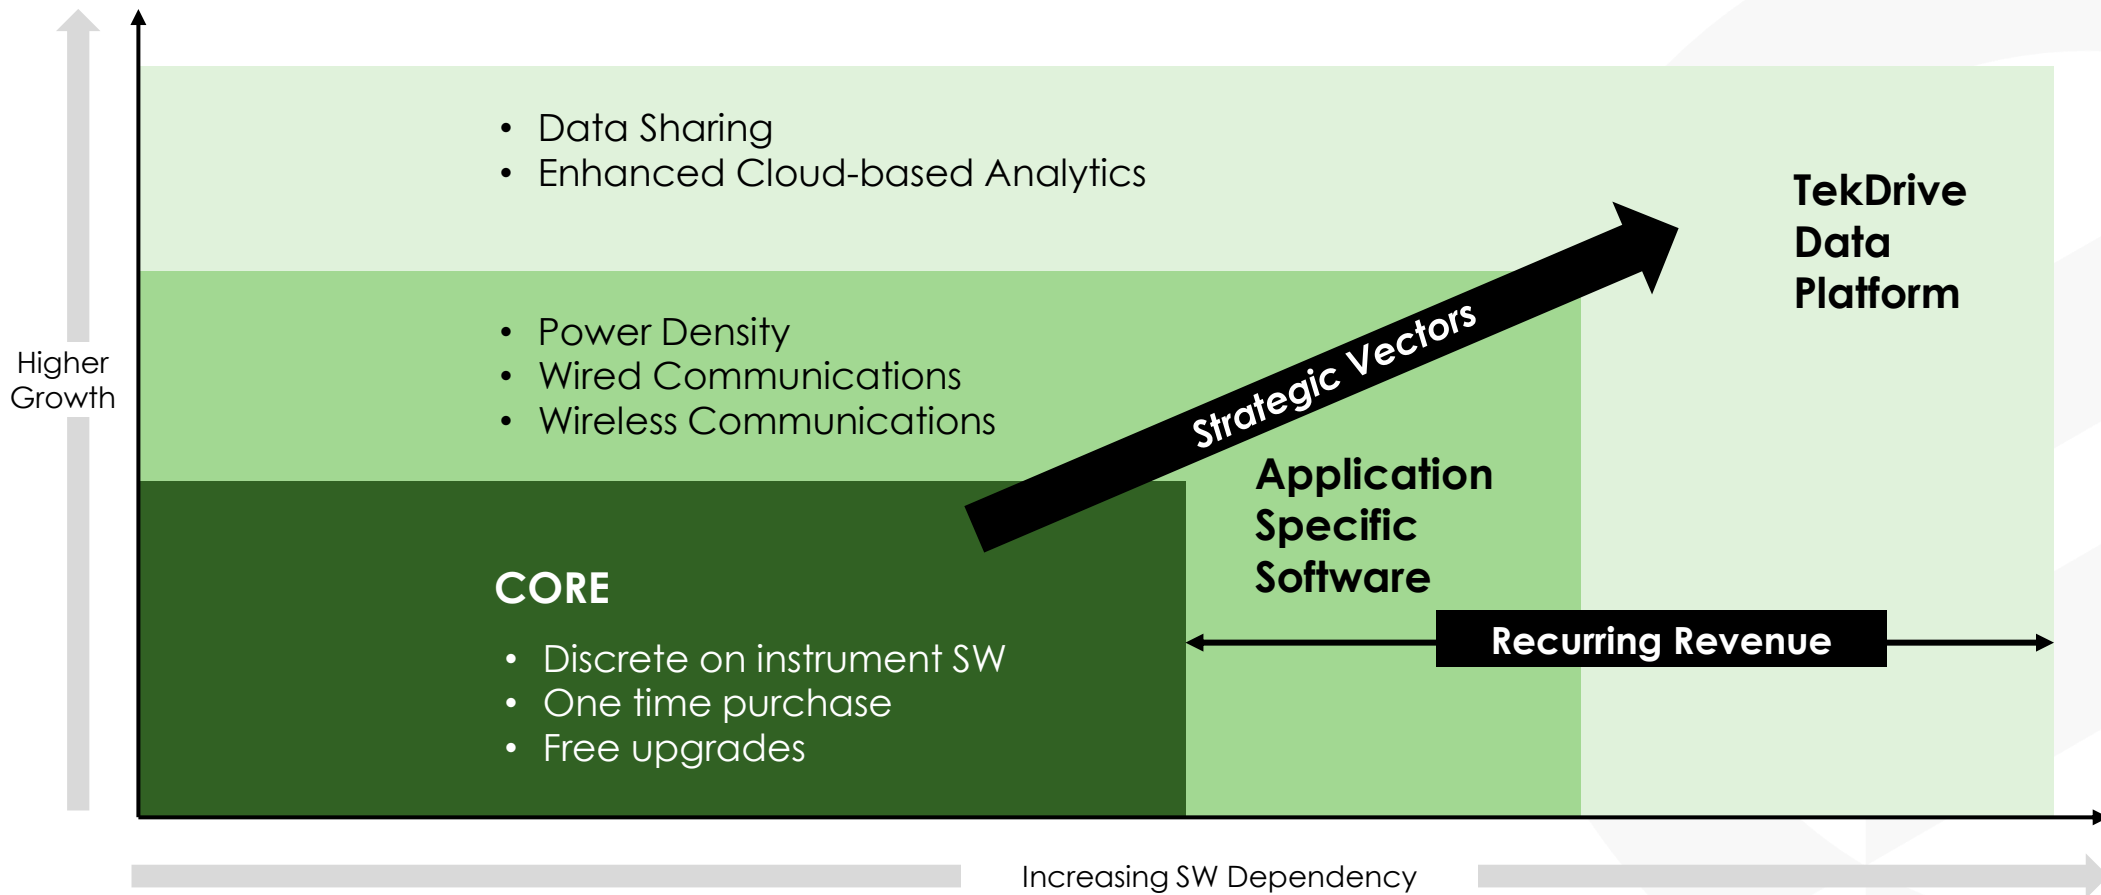 • Data Sharing
• Enhanced Cloud-based Analytics
TekDrive
Data
Platform
Higher
Growth
• Power Density
• Wired Communications
• Wireless Communications
Strategic Vectors
Application
Specific
Software
CORE
• Discrete on instrument SW
• One time purchase
• Free upgrades
Recurring Revenue
Increasing SW Dependency